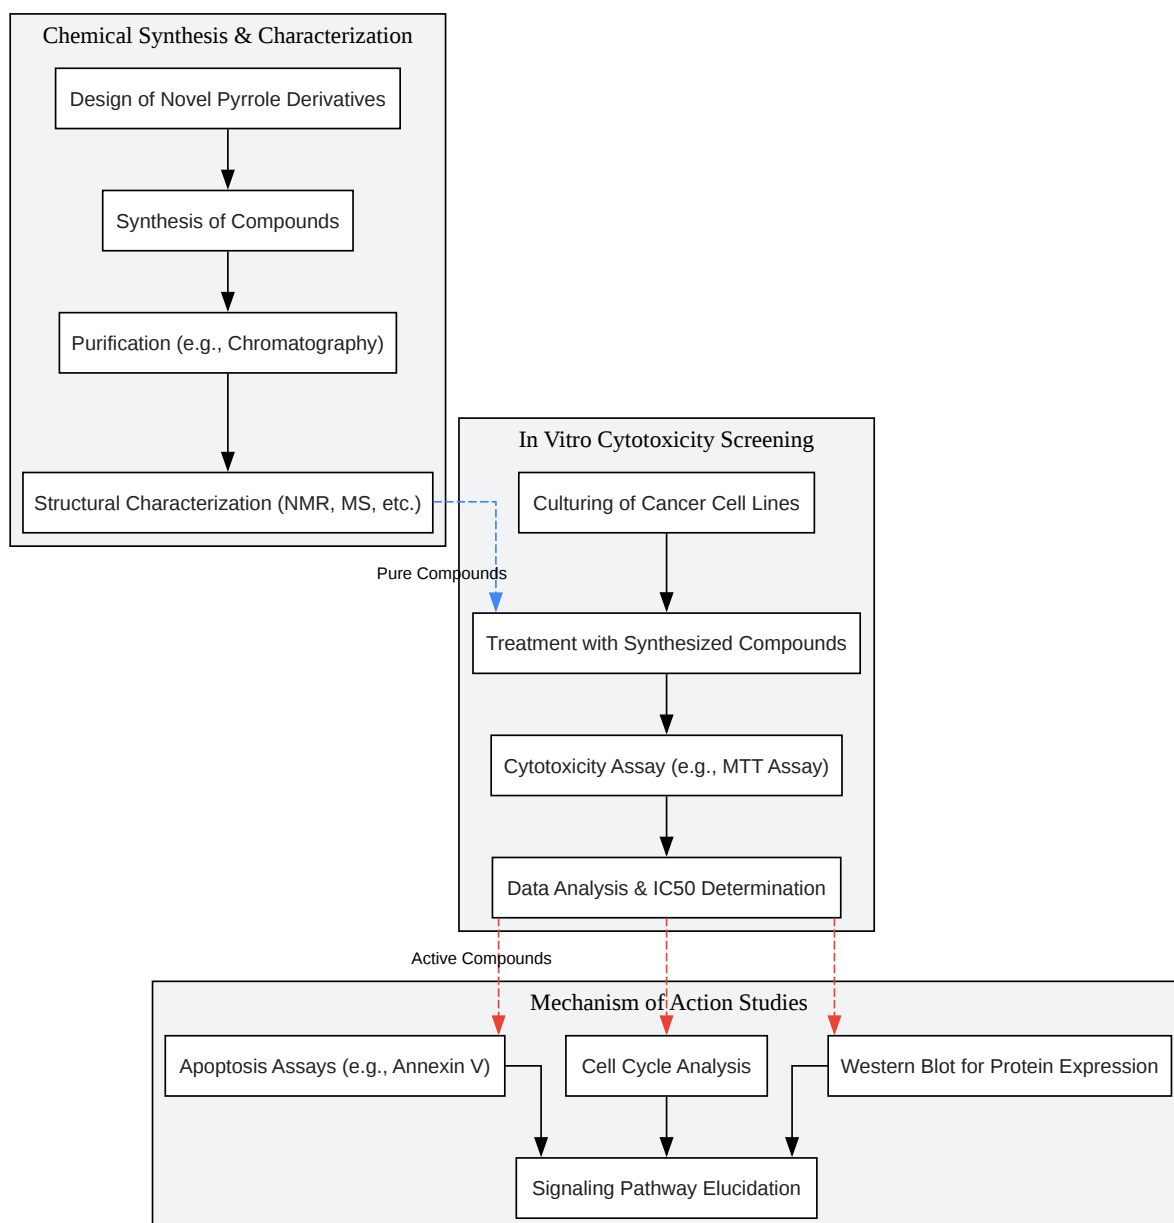 Chemical Synthesis & Characterization
Design of Novel Pyrrole Derivatives
Synthesis of Compounds
Purification (e.g., Chromatography)
Structural Characterization (NMR, MS, etc.)
Pure Compounds
In Vitro Cytotoxicity Screening
Culturing of Cancer Cell Lines
Treatment with Synthesized Compounds
Cytotoxicity Assay (e.g., MTT Assay)
Data Analysis & IC50 Determination
Active Compounds
Mechanism of Action Studies
Apoptosis Assays (e.g., Annexin V)
Cell Cycle Analysis
Western Blot for Protein Expression
Signaling Pathway Elucidation